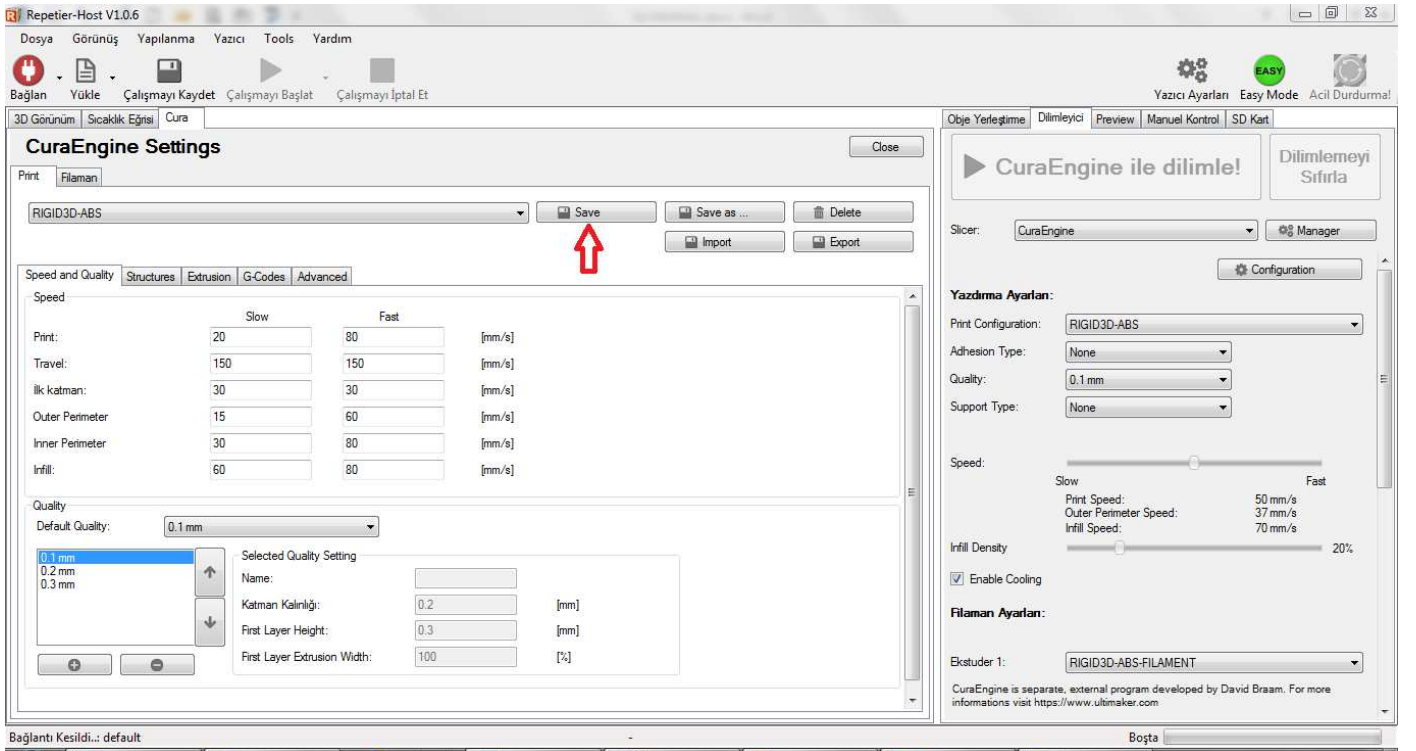 Repetier-Host V1.0.6
Dosya Görünüş Yapılanma Yazıcı Tools Yardım
Bağlan Yükle Çalışmayı Kaydet Çalışmayı Başlat Çalışmayı İptal Et Yazıcı Ayarları EASY Easy Mode Acil Durdurma!
3D Görünüm Sıcaklık Eğrisi Cura
CuraEngine Settings
Close
Print Filaman
RIGID3D-ABS Save Save as ... Delete
Import Export
Speed and Quality Structures Extrusion G-Codes Advanced
Speed
Slow Fast
Print: 20 80 [mm/s]
Travel: 150 150 [mm/s]
İlk katman: 30 30 [mm/s]
Outer Perimeter 15 60 [mm/s]
Inner Perimeter 30 80 [mm/s]
Infill: 60 80 [mm/s]
Quality
Default Quality: 0.1 mm
0.1 mm
0.2 mm
0.3 mm
Selected Quality Setting
Name:
Katman Kalınlığı: 0.2 [mm]
First Layer Height: 0.3 [mm]
First Layer Extrusion Width: 100 [%]
Obje Yerleştirme Dilimleyici Preview Manuel Kontrol SD Kart
CuraEngine ile dilimle!
Dilimlemeyi
Sıfırla
Slicer: CuraEngine Manager
Configuration
Yazdırma Ayarları:
Print Configuration: RIGID3D-ABS
Adhesion Type: None
Quality: 0.1 mm
Support Type: None
Speed:
Slow Fast
Print Speed: 50 mm/s
Outer Perimeter Speed: 37 mm/s
Infill Speed: 70 mm/s
Infill Density 20%
Enable Cooling
Filaman Ayarları:
Ekstuder 1: RIGID3D-ABS-FILAMENT
CuraEngine is separate, external program developed by David Braam. For more
informations visit https://www.ultimaker.com
Bağlantı Kesildi..: default - Boşta